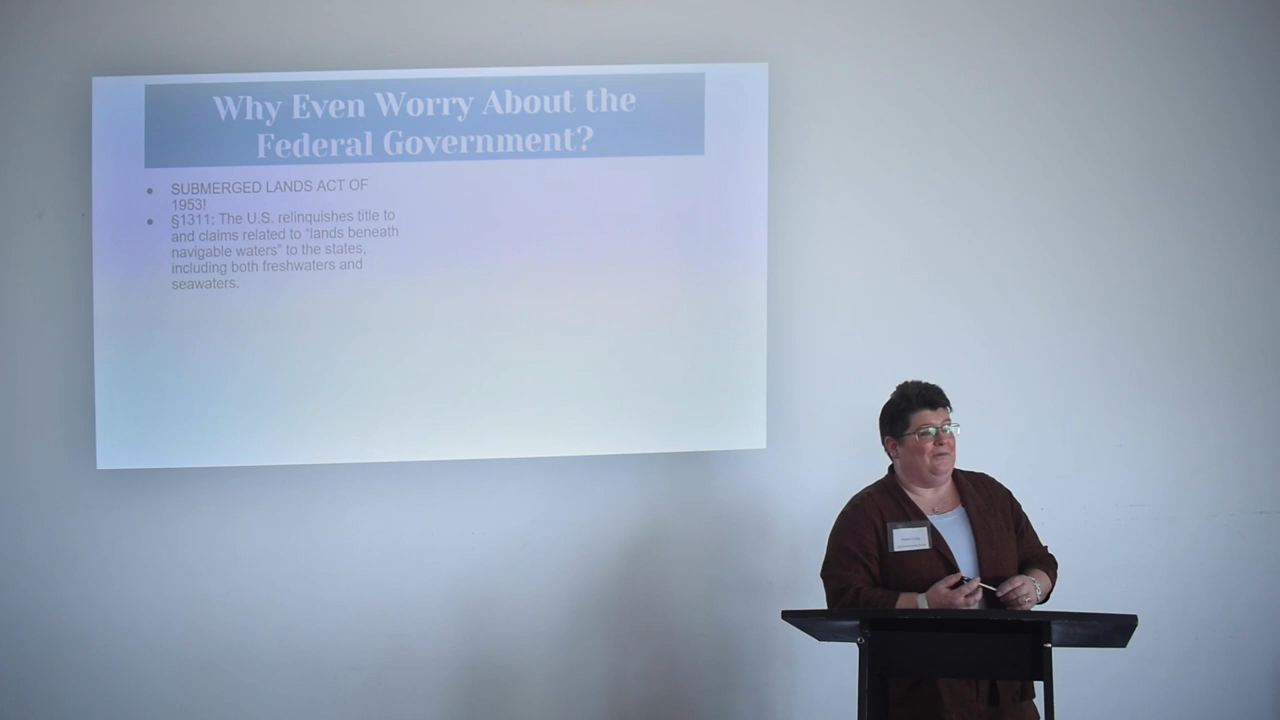 Why Even Worry About the
Federal Government?
• SUBMERGED LANDS ACT OF
1953!
• §1311: The U.S. relinquishes title to
and claims related to "lands beneath
navigable waters" to the states,
including both freshwaters and
seawaters.